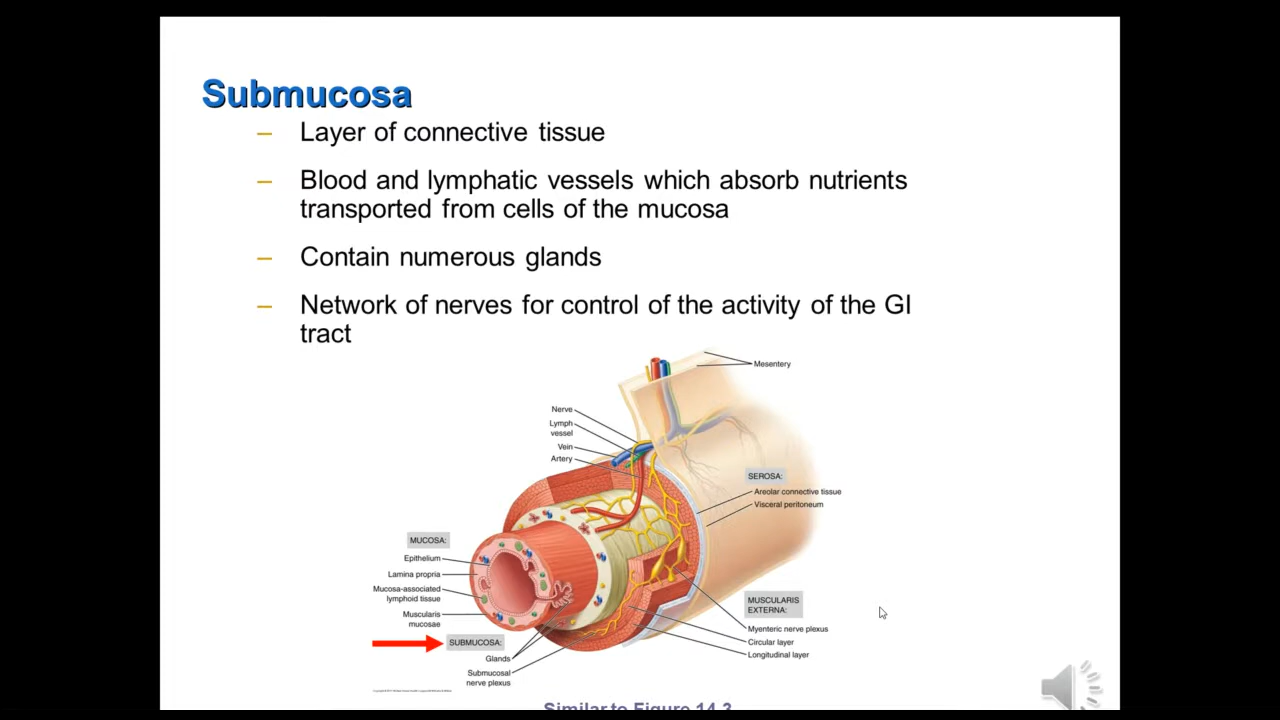 Submucosa
– Layer of connective tissue
– Blood and lymphatic vessels which absorb nutrients
transported from cells of the mucosa
– Contain numerous glands
– Network of nerves for control of the activity of the GI
tract
Mesentery
Nerve
Lymph
vessel
Vein
Artery
SEROSA:
Areolar connective tissue
Visceral peritoneum
MUCOSA:
Epithelium
Lamina propria
Mucosa-associated
lymphoid tissue
Muscularis
mucosae
SUBMUCOSA:
Glands
Submucosal
nerve plexus
MUSCULARIS
EXTERNA:
Myenteric nerve plexus
Circular layer
Longitudinal layer
Similar to Figure 14.3